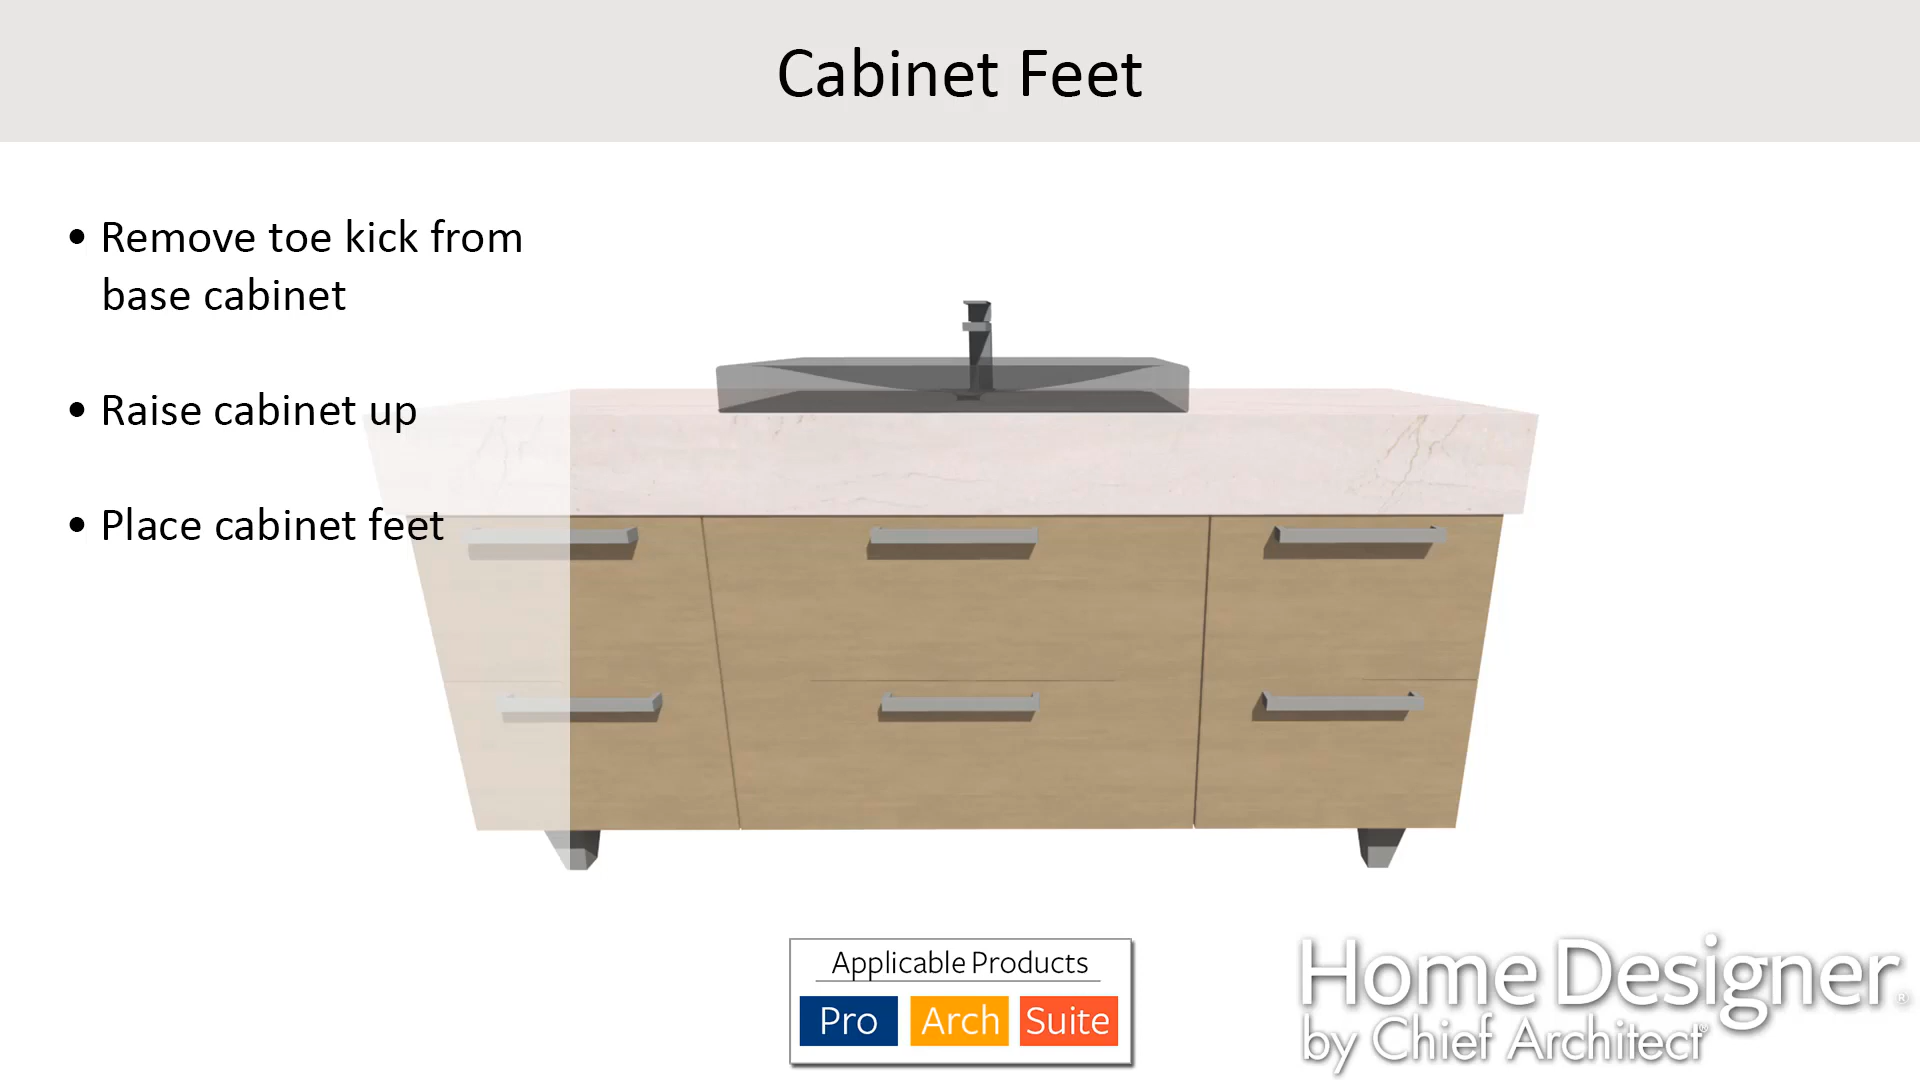 Cabinet Feet
• Remove toe kick from
base cabinet
• Raise cabinet up
• Place cabinet feet
Applicable Products
Pro Arch Suite
Home Designer®
by Chief Architect®